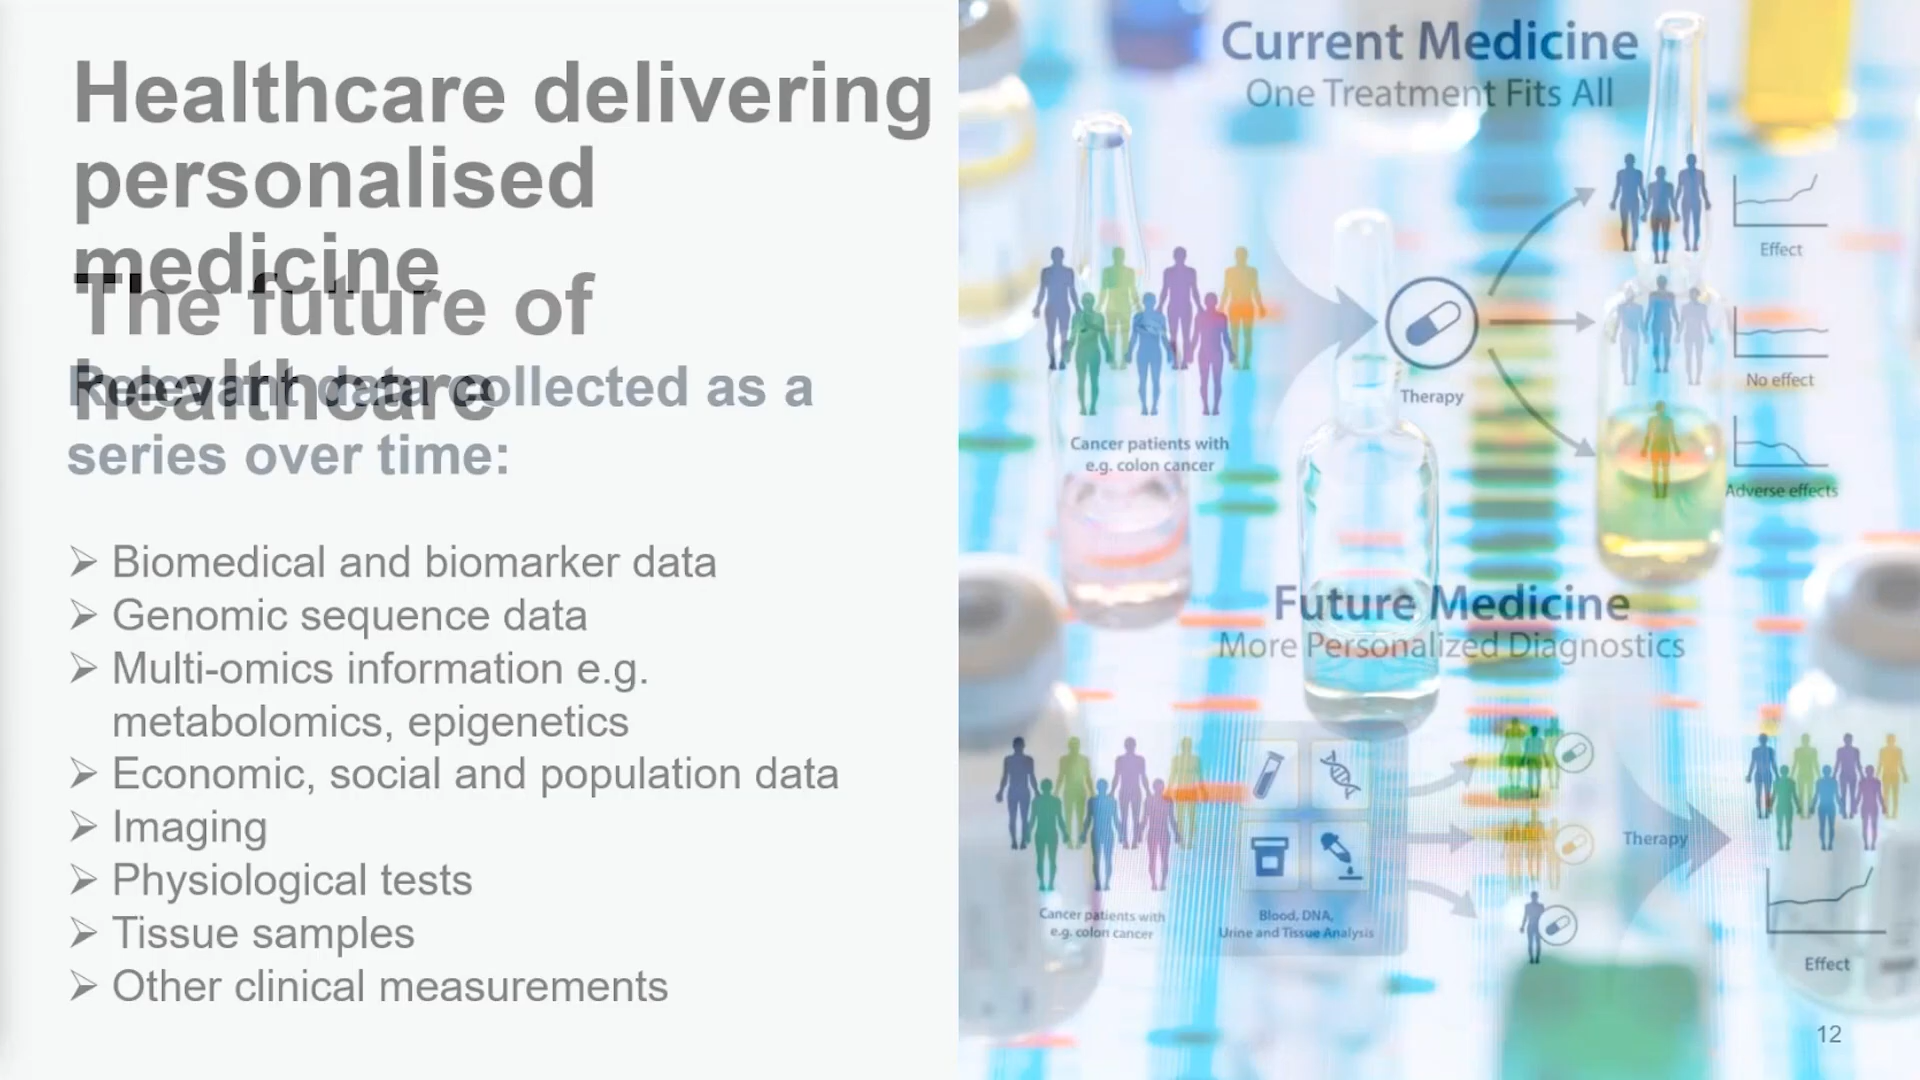 Healthcare delivering
personalised
medicine
The future of
healthcare
Relevant data collected as a
series over time:
➢ Biomedical and biomarker data
➢ Genomic sequence data
➢ Multi-omics information e.g.
metabolomics, epigenetics
➢ Economic, social and population data
➢ Imaging
➢ Physiological tests
➢ Tissue samples
➢ Other clinical measurements
Current Medicine
One Treatment Fits All
Effect
No effect
Therapy
Cancer patients with
e.g. colon cancer
Adverse effects
Future Medicine
More Personalized Diagnostics
Therapy
Cancer patients with
e.g. colon cancer
Blood, DNA,
Urine and Tissue Analysis
Effect
12